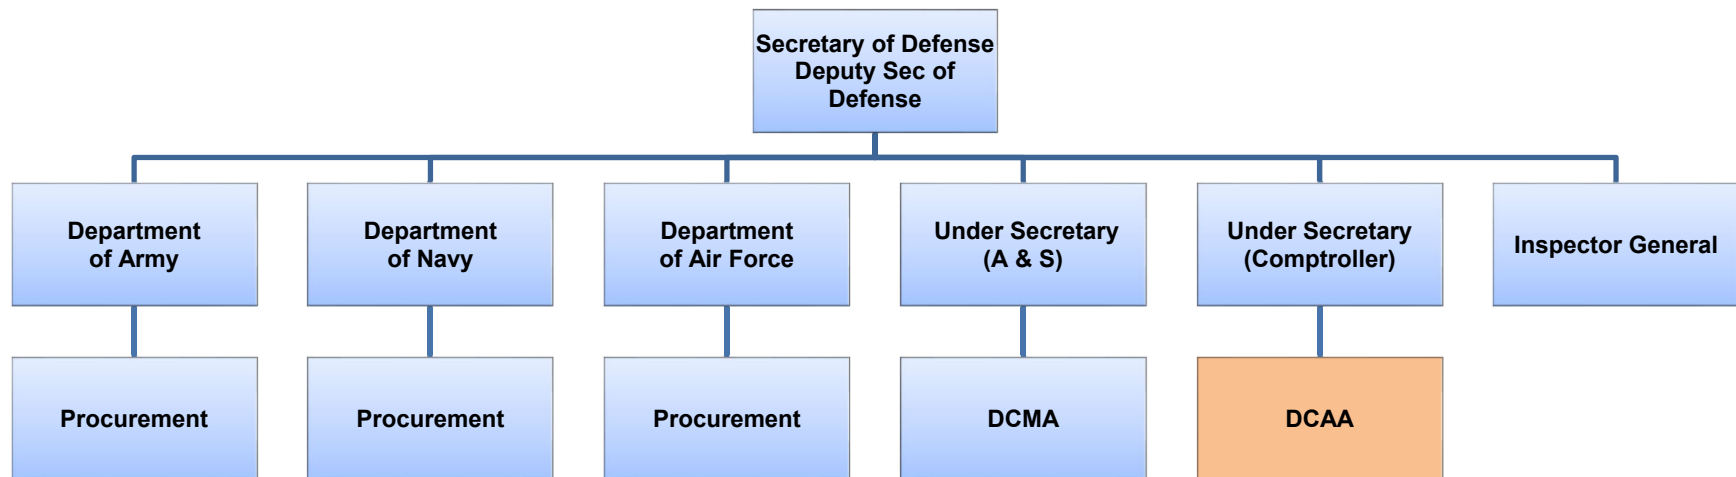 Secretary of Defense
Deputy Sec of
Defense
Department
of Army
Department
of Navy
Department
of Air Force
Under Secretary
(A & S)
Under Secretary
(Comptroller)
Inspector General
Procurement
Procurement
Procurement
DCMA
DCAA